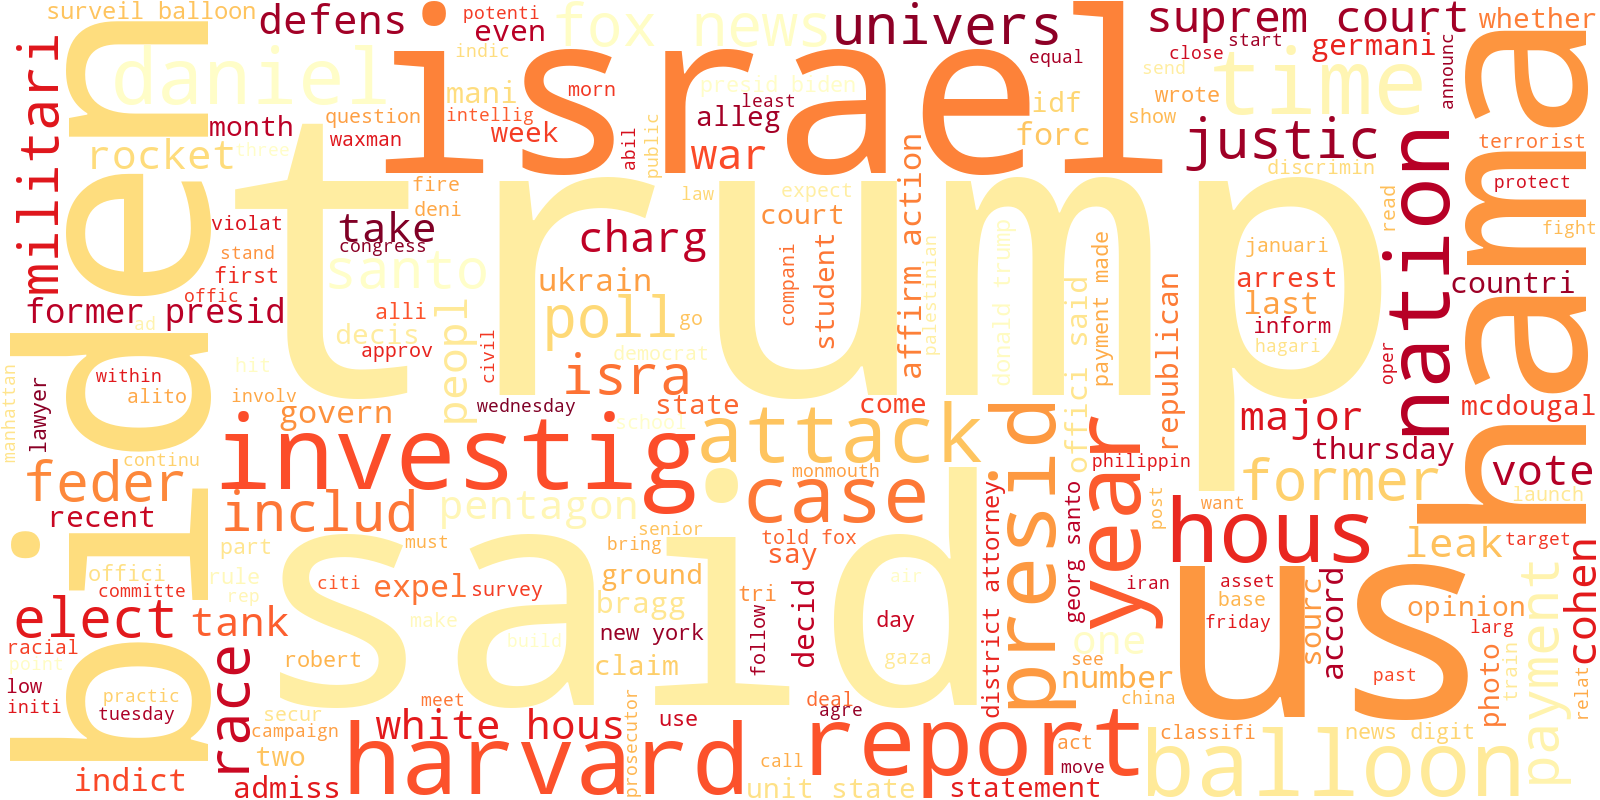 surveil balloon
defens
potenti
even
fox news
univers
suprem court
whether
indic
israel
equal
close
start
germani
daniel
presid biden
mani
morn
least
send
time
announc
militari
month
question
intellig
waxman
week
alleg
idf
forc
wrote
show
hama
rocket
three
abil
public
war
justic
terrorist
biden
trump
fire
deni
law
expect
discrimin
protect
violat
take
congress
charg
court
affirm action
read
fight
stand
santo
ukrain
compani
student
palestinian
donald trump
offici said
payment made
januari
nation
first
offic
former presid
alli
arrest
countri
ad
decis
peopl
poll
go
republican
last
inform
hagari
oper
approv
civil
democrat
manhattan
hit
within
isra
lawyer
alito
involv
govern
wednesday
state
come
major
mcdougal
investig
school
attack
presid
year
thursday
feder
continu
monmouth
philippin
former
vote
recent
includ
pentagon
case
district attorney
post
want
hous
launch
part
must
senior
bring
told fox
say
leak
target
offici
committe
rule
rep
citi
expel
survey
ground
said
air
iran
asset
base
us
sourc
accord
opinion
cohen
elect
tank
make
bragg
tri
decid
georg santo
friday
larg
payment
racial
point
race
robert
build
new york
follow
day
one
see
low
initi
practic
tuesday
claim
gaza
number
past
photo
train
relat
secur
campaign
meet
prosecutor
use
deal
agre
china
white hous
harvard
report
act
balloon
classifi
news digit
indict
two
admiss
call
unit state
move
statement